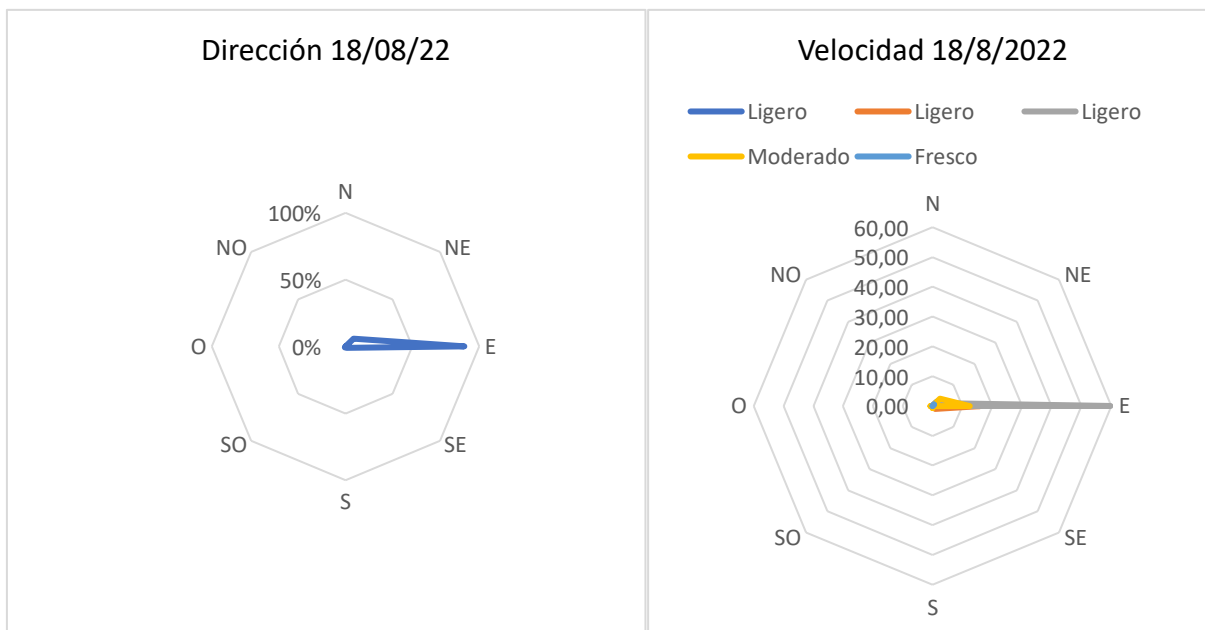 Dirección 18/08/22
N
100%
NO
NE
50%
O
0%
E
SO
SE
S
Velocidad 18/8/2022
Ligero Ligero Ligero
Moderado Fresco
N
60,00
50,00
NO
NE
40,00
30,00
20,00
10,00
O
0,00
E
SO
SE
S